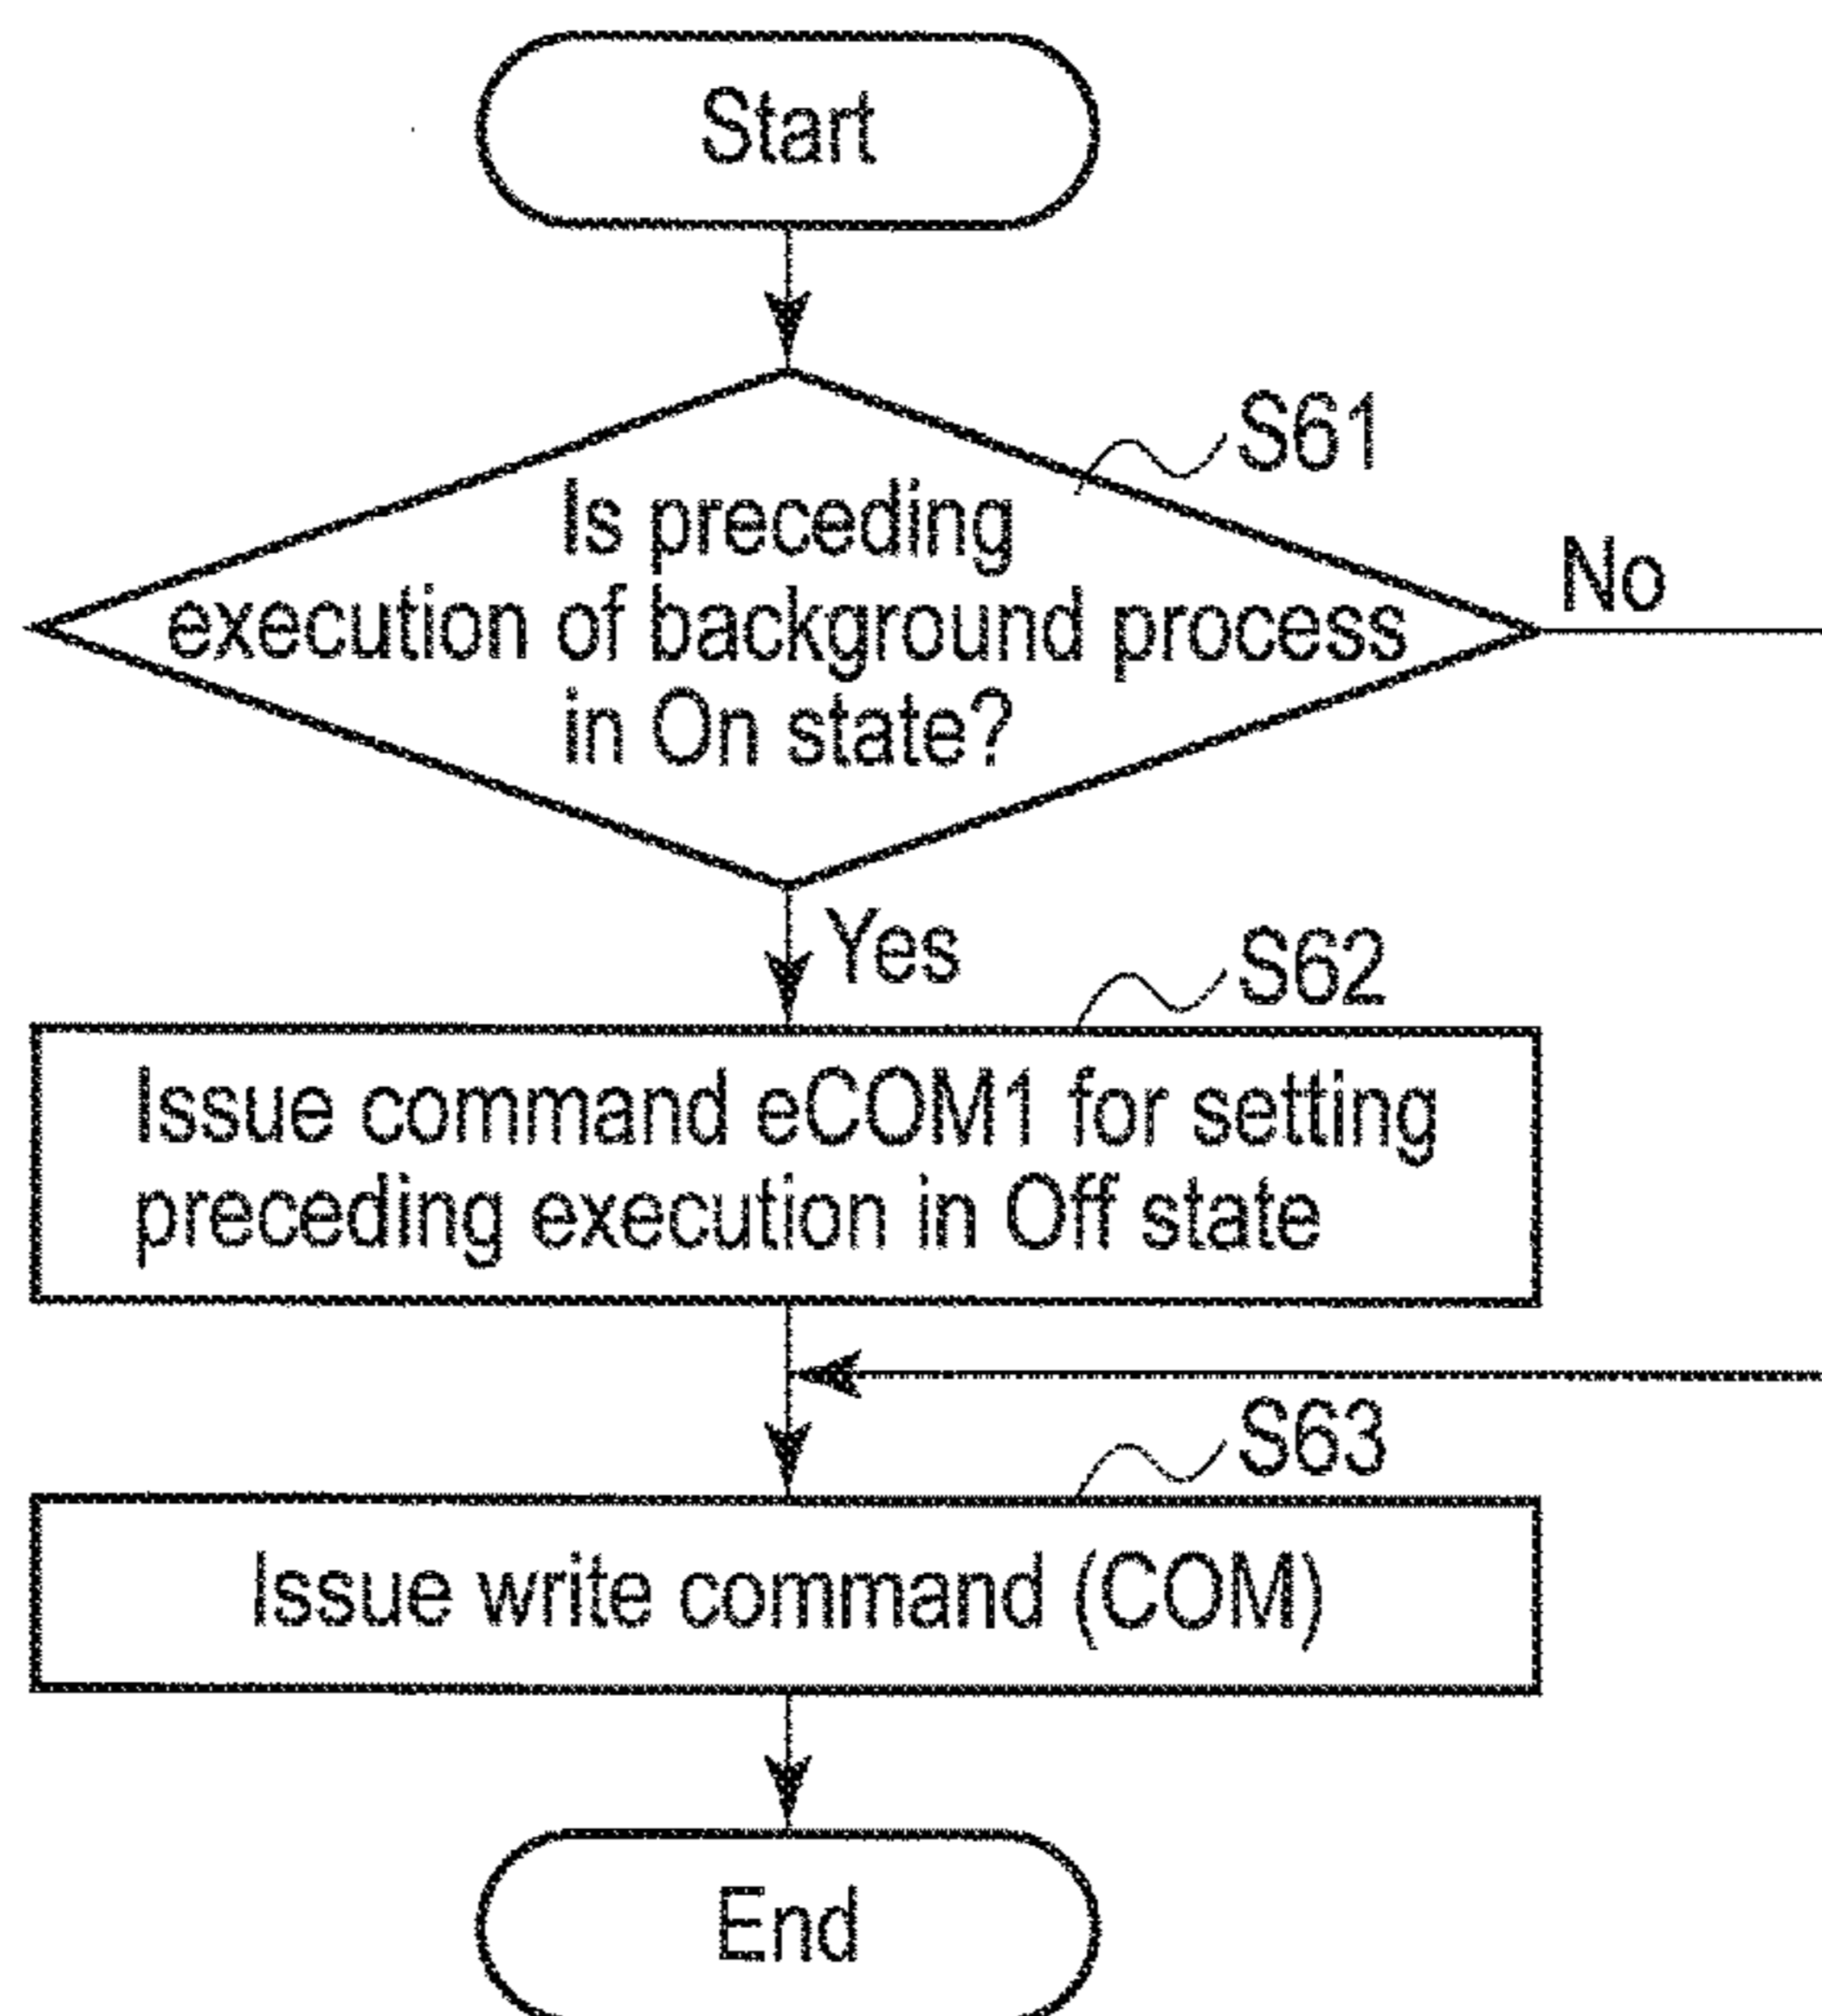 Start
S61
Is preceding
execution of background process
in On state?
No
Yes
S62
Issue command eCOM1 for setting
preceding execution in Off state
S63
Issue write command (COM)
End